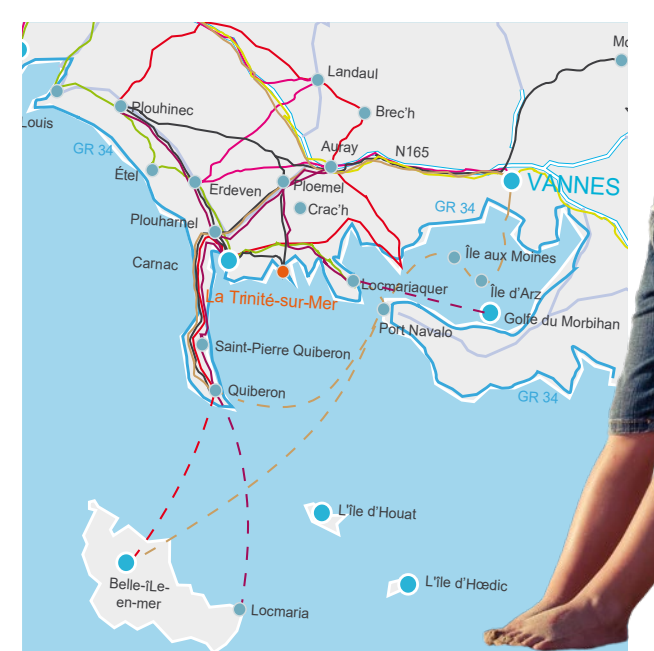 Mo
Landaul
Plouhinec
Brec'h
Louis
Auray
N165
GR 34
Étel
Erdeven
Ploemel
VANNES
Crac'h
GR 34
Plouharnel
Carnac
Île aux Moines
Locmariaquer
Île d'Arz
La Trinité-sur-Mer
Golfe du Morbihan
Port Navalo
Saint-Pierre Quiberon
Quiberon
GR 34
L'île d'Houat
Belle-îLe-
en-mer
L'île d'Hœdic
Locmaria